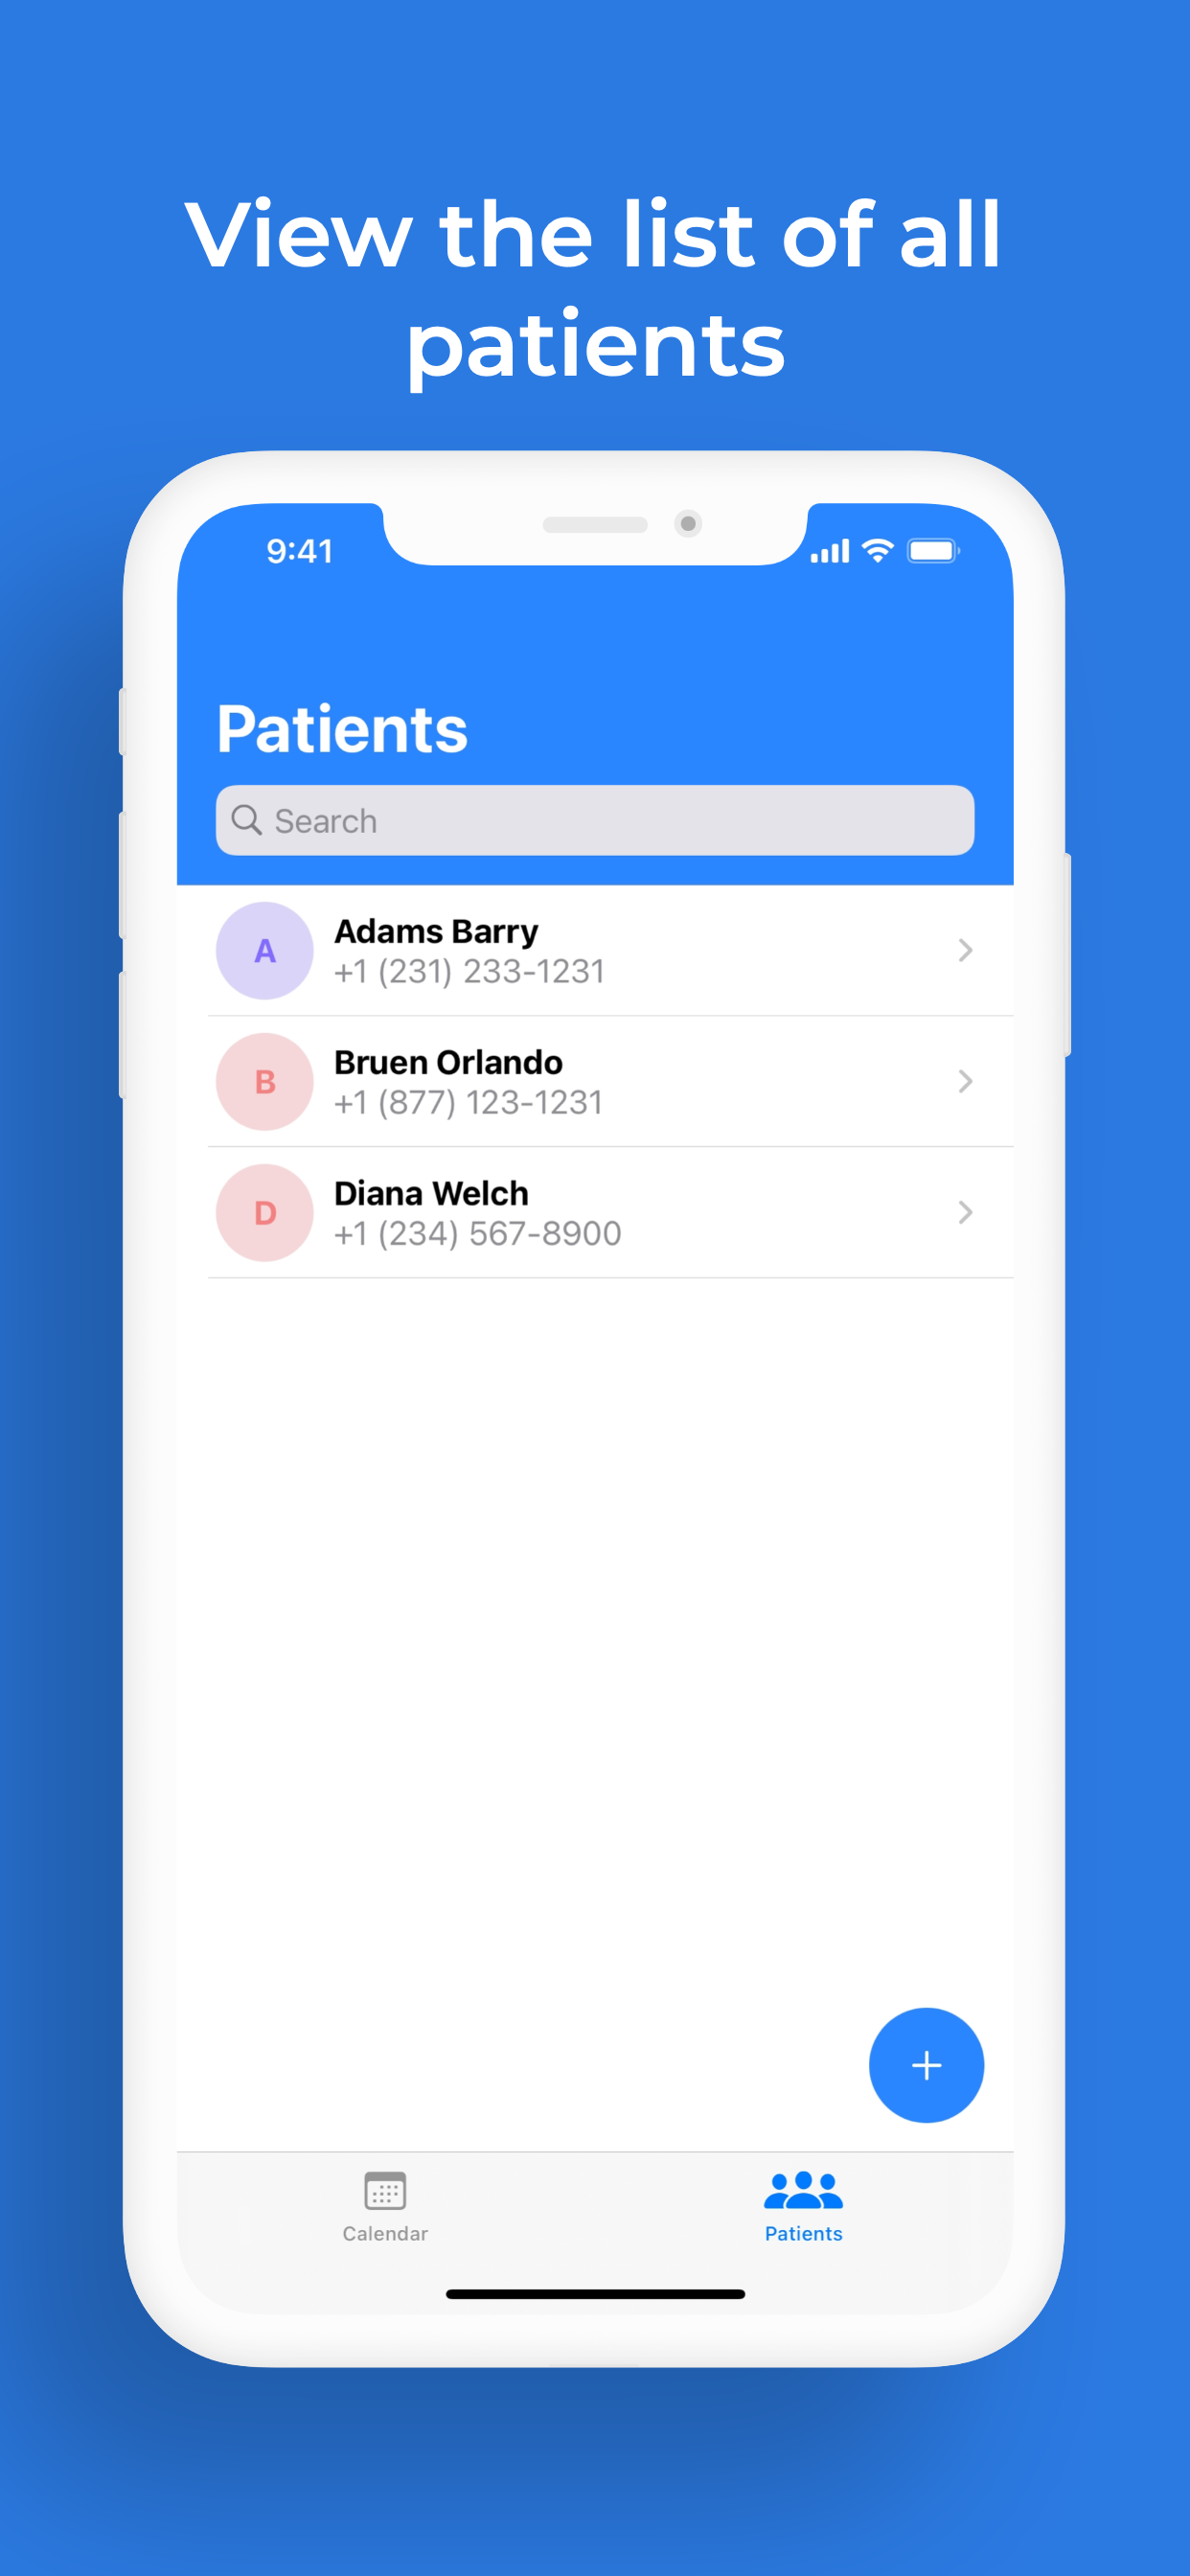 View the list of all
patients
9:41
Patients
Search
A
Adams Barry
+1 (231) 233-1231
B
Bruen Orlando
+1 (877) 123-1231
D
Diana Welch
+1 (234) 567-8900
+
Calendar
Patients